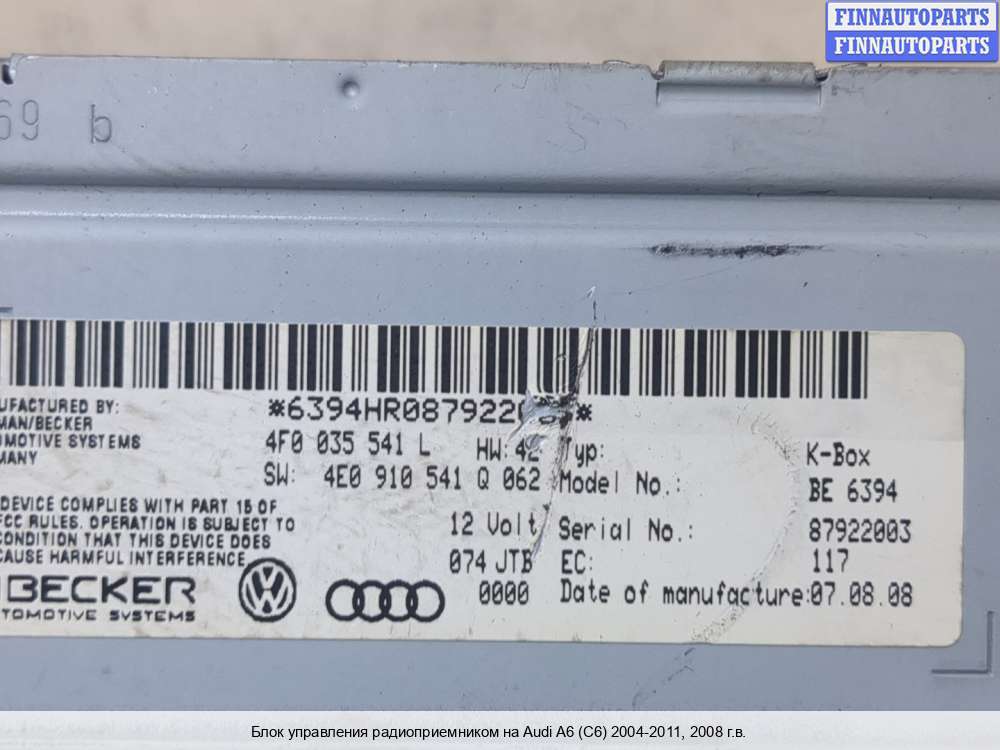 FINNAUTOPARTS
FINNAUTOPARTS
69 b
UFACTURED BY:
MAN/BECKER
OMOTIVE SYSTEMS
MANY
4F0 035 541 L HW: 42
SW: 4E0 910 541 Q 062
DEVICE COMPLIES WITH PART 15 OF
FCC RULES. OPERATION IS SUBJECT TO
CONDITION THAT THIS DEVICE DOES
CAUSE HARMFUL INTERFERENCE
12 Volt
074 JTB
0000
BECKER
TOMOTIVE SYSTEMS
Typ: K-Box
Model No.: BE 6394
Serial No.: 87922003
EC: 117
Date of manufacture:07.08.08
Блок управления радиоприемником на Audi A6 (C6) 2004-2011, 2008 г.в.